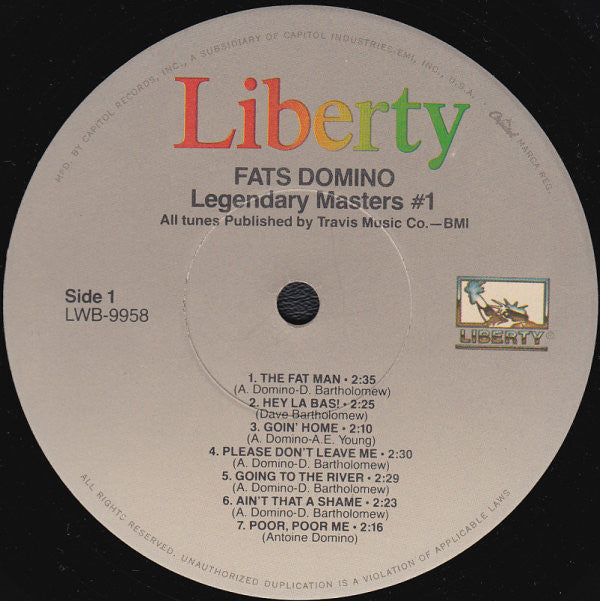 MFD. BY CAPITOL RECORDS, INC., A SUBSIDIARY OF CAPITOL INDUSTRIES-EMI, INC., U.S.A.
Capitol MARCA REG.
Liberty
FATS DOMINO
Legendary Masters #1
All tunes Published by Travis Music Co.—BMI
Side 1
LWB-9958
LIBERTY®
1. THE FAT MAN • 2:35
(A. Domino-D. Bartholomew)
2. HEY LA BAS! • 2:25
(Dave Bartholomew)
3. GOIN' HOME • 2:10
(A. Domino-A.E. Young)
4. PLEASE DON'T LEAVE ME • 2:30
(A. Domino-D. Bartholomew)
5. GOING TO THE RIVER • 2:29
(A. Domino-D. Bartholomew)
6. AIN'T THAT A SHAME • 2:23
(A. Domino-D. Bartholomew)
7. POOR, POOR ME • 2:16
(Antoine Domino)
ALL RIGHTS RESERVED. UNAUTHORIZED DUPLICATION IS A VIOLATION OF APPLICABLE LAWS